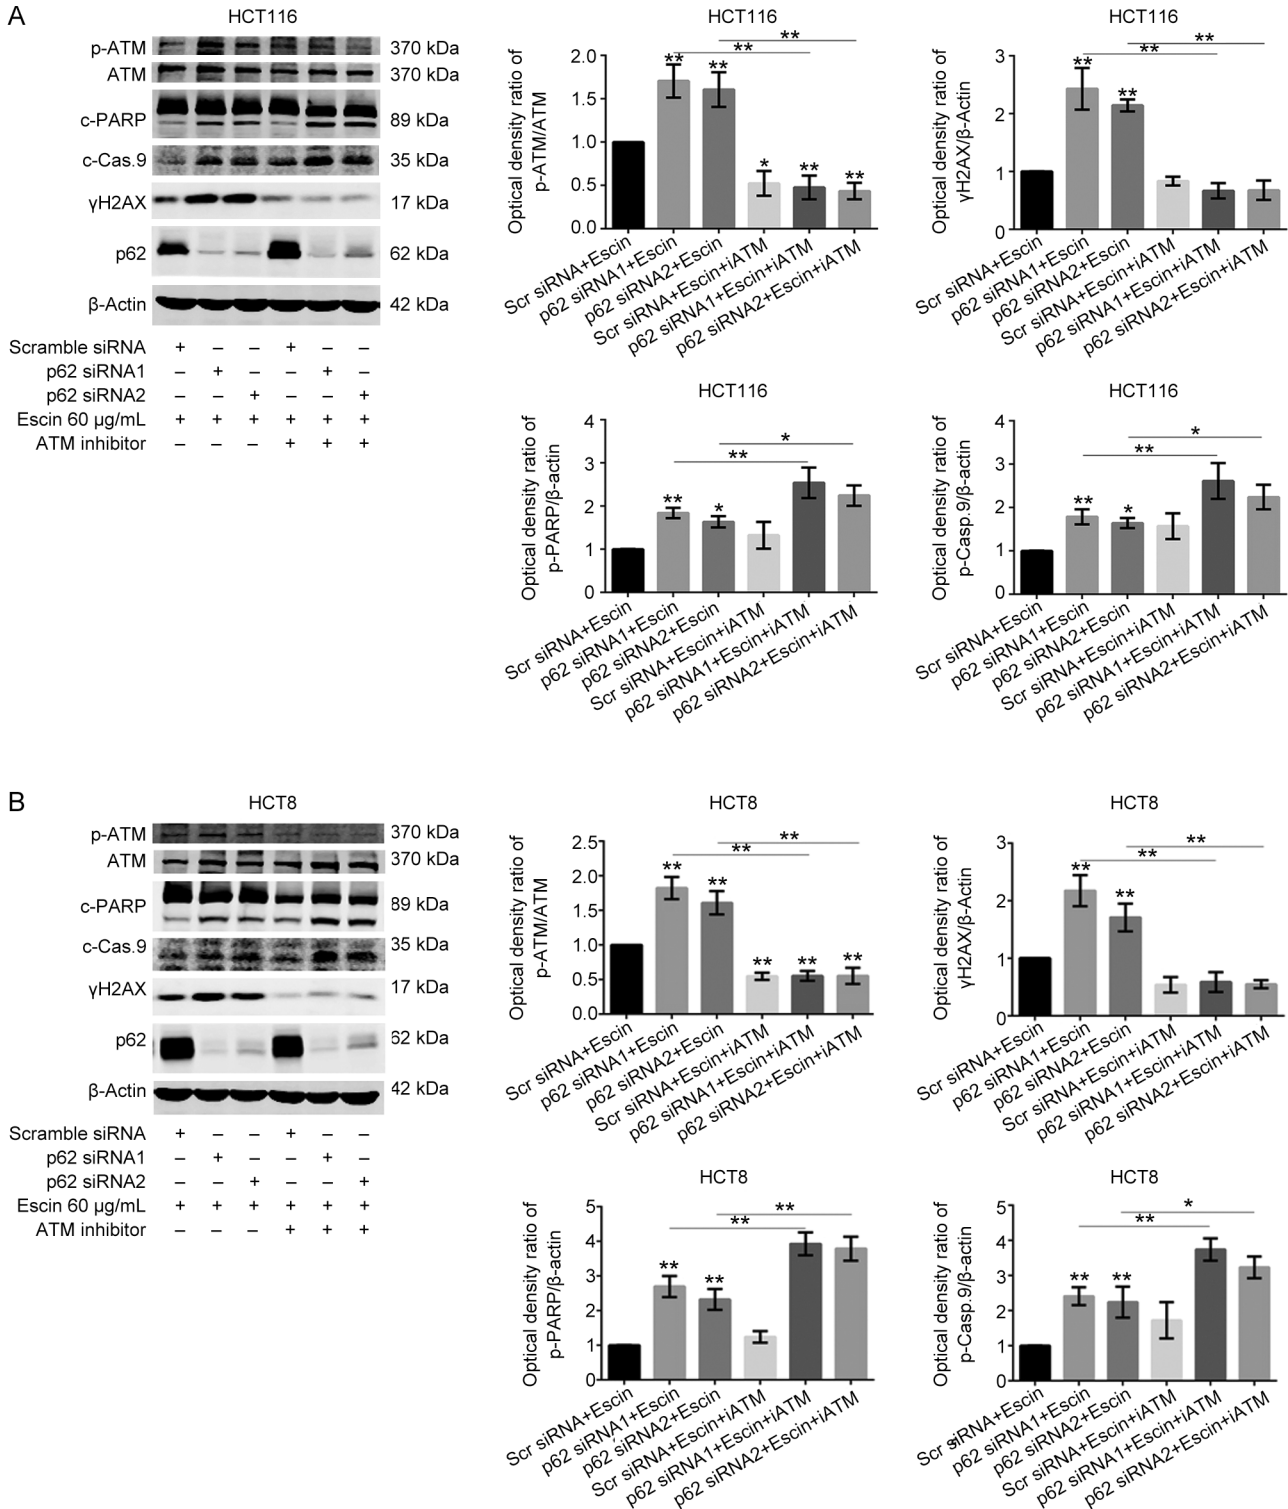 A
HCT116
p-ATM 370 kDa
ATM 370 kDa
c-PARP 89 kDa
c-Cas.9 35 kDa
γH2AX 17 kDa
p62 62 kDa
β-Actin 42 kDa
Scramble siRNA + – – + – –
p62 siRNA1 – + – – + –
p62 siRNA2 – – + – – +
Escin 60 µg/mL + + + + + +
ATM inhibitor – – – + + +
HCT116
Optical density ratio of
p-ATM/ATM
2.0
1.5
1.0
0.5
0.0
** ** * ** **
**
**
Scr siRNA+Escin
p62 siRNA1+Escin
p62 siRNA2+Escin
Scr siRNA+Escin+iATM
p62 siRNA1+Escin+iATM
p62 siRNA2+Escin+iATM
HCT116
Optical density ratio of
γH2AX/β-Actin
3
2
1
0
** **
**
**
Scr siRNA+Escin
p62 siRNA1+Escin
p62 siRNA2+Escin
Scr siRNA+Escin+iATM
p62 siRNA1+Escin+iATM
p62 siRNA2+Escin+iATM
HCT116
Optical density ratio of
p-PARP/β-actin
4
3
2
1
0
** *
**
*
Scr siRNA+Escin
p62 siRNA1+Escin
p62 siRNA2+Escin
Scr siRNA+Escin+iATM
p62 siRNA1+Escin+iATM
p62 siRNA2+Escin+iATM
HCT116
Optical density ratio of
p-Casp.9/β-actin
4
3
2
1
0
** *
**
*
Scr siRNA+Escin
p62 siRNA1+Escin
p62 siRNA2+Escin
Scr siRNA+Escin+iATM
p62 siRNA1+Escin+iATM
p62 siRNA2+Escin+iATM
B
HCT8
p-ATM 370 kDa
ATM 370 kDa
c-PARP 89 kDa
c-Cas.9 35 kDa
γH2AX 17 kDa
p62 62 kDa
β-Actin 42 kDa
Scramble siRNA + – – + – –
p62 siRNA1 – + – – + –
p62 siRNA2 – – + – – +
Escin 60 µg/mL + + + + + +
ATM inhibitor – – – + + +
HCT8
Optical density ratio of
p-ATM/ATM
2.5
2.0
1.5
1.0
0.5
0.0
** ** ** ** **
**
**
Scr siRNA+Escin
p62 siRNA1+Escin
p62 siRNA2+Escin
Scr siRNA+Escin+iATM
p62 siRNA1+Escin+iATM
p62 siRNA2+Escin+iATM
HCT8
Optical density ratio of
γH2AX/β-Actin
3
2
1
0
** **
**
**
Scr siRNA+Escin
p62 siRNA1+Escin
p62 siRNA2+Escin
Scr siRNA+Escin+iATM
p62 siRNA1+Escin+iATM
p62 siRNA2+Escin+iATM
HCT8
Optical density ratio of
p-PARP/β-actin
5
4
3
2
1
0
** **
**
**
Scr siRNA+Escin
p62 siRNA1+Escin
p62 siRNA2+Escin
Scr siRNA+Escin+iATM
p62 siRNA1+Escin+iATM
p62 siRNA2+Escin+iATM
HCT8
Optical density ratio of
p-Casp.9/β-actin
5
4
3
2
1
0
** **
**
*
Scr siRNA+Escin
p62 siRNA1+Escin
p62 siRNA2+Escin
Scr siRNA+Escin+iATM
p62 siRNA1+Escin+iATM
p62 siRNA2+Escin+iATM